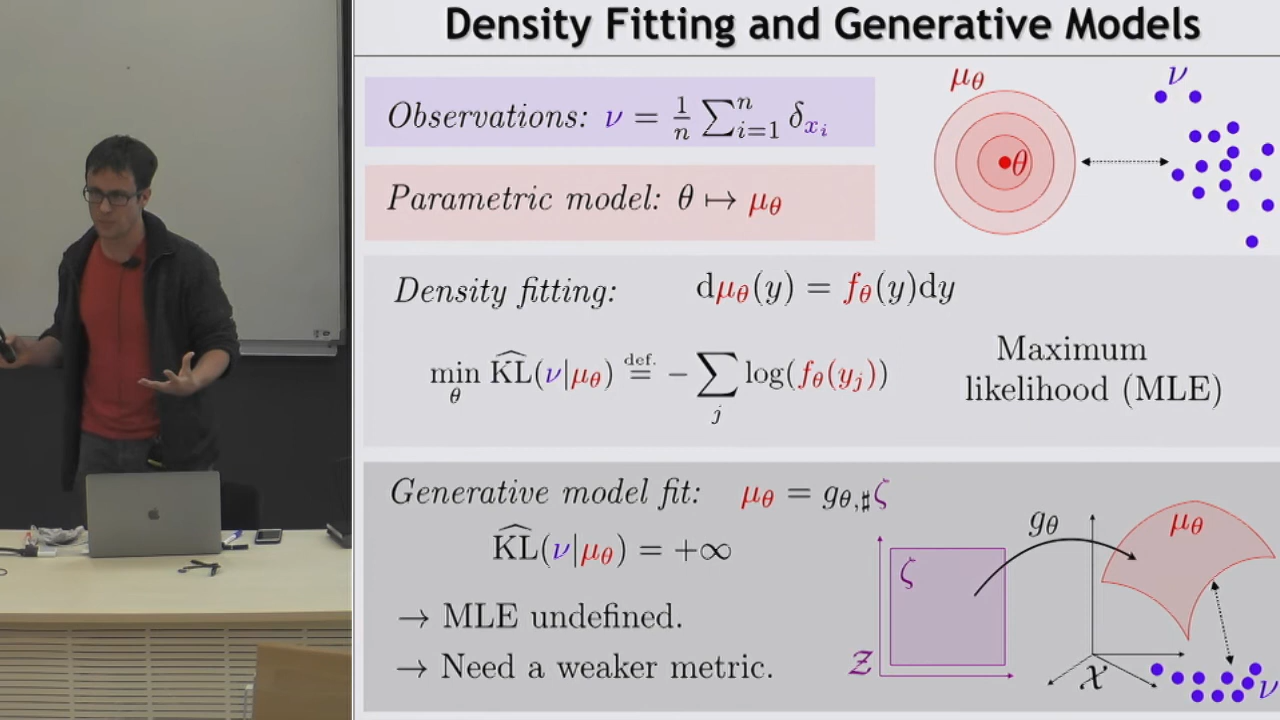 Density Fitting and Generative Models
Observations: ν = 1/n ∑_{i=1}^{n} δ_{x_i}
Parametric model: θ ↦ μ_θ
μ_θ
θ
ν
Density fitting: dμ_θ(y) = f_θ(y)dy
min_θ K̂L(ν|μ_θ) =^{def.} − ∑_j log(f_θ(y_j))
Maximum
likelihood (MLE)
Generative model fit: μ_θ = g_{θ,♯}ζ
K̂L(ν|μ_θ) = +∞
→ MLE undefined.
→ Need a weaker metric.
g_θ
μ_θ
ζ
Z
X
ν